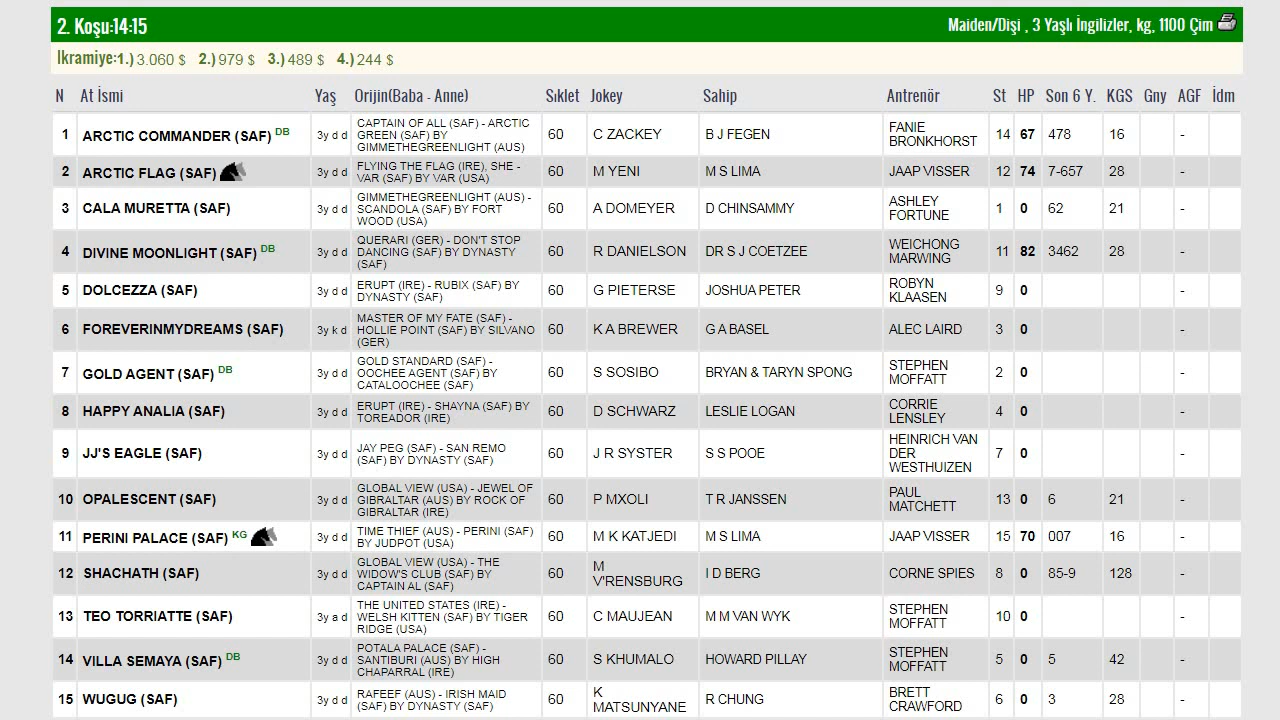 2. Koşu:14:15 Maiden/Dişi , 3 Yaşlı İngilizler, kg, 1100 Çim
Ikramiye:1.) 3.060 $ 2.) 979 $ 3.) 489 $ 4.) 244 $
N At İsmi Yaş Orijin(Baba - Anne) Sıklet Jokey Sahip Antrenör St HP Son 6 Y. KGS Gny AGF İdm
1 ARCTIC COMMANDER (SAF) DB 3y d d CAPTAIN OF ALL (SAF) - ARCTIC GREEN (SAF) BY GIMMETHEGREENLIGHT (AUS) 60 C ZACKEY B J FEGEN FANIE BRONKHORST 14 67 478 16 -
2 ARCTIC FLAG (SAF) 3y d d FLYING THE FLAG (IRE), SHE - VAR (SAF) BY VAR (USA) 60 M YENI M S LIMA JAAP VISSER 12 74 7-657 28 -
3 CALA MURETTA (SAF) 3y d d GIMMETHEGREENLIGHT (AUS) - SCANDOLA (SAF) BY FORT WOOD (USA) 60 A DOMEYER D CHINSAMMY ASHLEY FORTUNE 1 0 62 21 -
4 DIVINE MOONLIGHT (SAF) DB 3y d d QUERARI (GER) - DON'T STOP DANCING (SAF) BY DYNASTY (SAF) 60 R DANIELSON DR S J COETZEE WEICHONG MARWING 11 82 3462 28 -
5 DOLCEZZA (SAF) 3y d d ERUPT (IRE) - RUBIX (SAF) BY DYNASTY (SAF) 60 G PIETERSE JOSHUA PETER ROBYN KLAASEN 9 0 -
6 FOREVERINMYDREAMS (SAF) 3y k d MASTER OF MY FATE (SAF) - HOLLIE POINT (SAF) BY SILVANO (GER) 60 K A BREWER G A BASEL ALEC LAIRD 3 0 -
7 GOLD AGENT (SAF) DB 3y d d GOLD STANDARD (SAF) - OOCHEE AGENT (SAF) BY CATALOOCHEE (SAF) 60 S SOSIBO BRYAN & TARYN SPONG STEPHEN MOFFATT 2 0 -
8 HAPPY ANALIA (SAF) 3y d d ERUPT (IRE) - SHAYNA (SAF) BY TOREADOR (IRE) 60 D SCHWARZ LESLIE LOGAN CORRIE LENSLEY 4 0 -
9 JJ'S EAGLE (SAF) 3y d d JAY PEG (SAF) - SAN REMO (SAF) BY DYNASTY (SAF) 60 J R SYSTER S S POOE HEINRICH VAN DER WESTHUIZEN 7 0 -
10 OPALESCENT (SAF) 3y d d GLOBAL VIEW (USA) - JEWEL OF GIBRALTAR (AUS) BY ROCK OF GIBRALTAR (IRE) 60 P MXOLI T R JANSSEN PAUL MATCHETT 13 0 6 21 -
11 PERINI PALACE (SAF) KG 3y d d TIME THIEF (AUS) - PERINI (SAF) BY JUDPOT (USA) 60 M K KATJEDI M S LIMA JAAP VISSER 15 70 007 16 -
12 SHACHATH (SAF) 3y d d GLOBAL VIEW (USA) - THE WIDOW'S CLUB (SAF) BY CAPTAIN AL (SAF) 60 M V'RENSBURG I D BERG CORNE SPIES 8 0 85-9 128 -
13 TEO TORRIATTE (SAF) 3y a d THE UNITED STATES (IRE) - WELSH KITTEN (SAF) BY TIGER RIDGE (USA) 60 C MAUJEAN M M VAN WYK STEPHEN MOFFATT 10 0 -
14 VILLA SEMAYA (SAF) DB 3y d d POTALA PALACE (SAF) - SANTIBURI (AUS) BY HIGH CHAPARRAL (IRE) 60 S KHUMALO HOWARD PILLAY STEPHEN MOFFATT 5 0 5 42 -
15 WUGUG (SAF) 3y d d RAFEEF (AUS) - IRISH MAID (SAF) BY DYNASTY (SAF) 60 K MATSUNYANE R CHUNG BRETT CRAWFORD 6 0 3 28 -